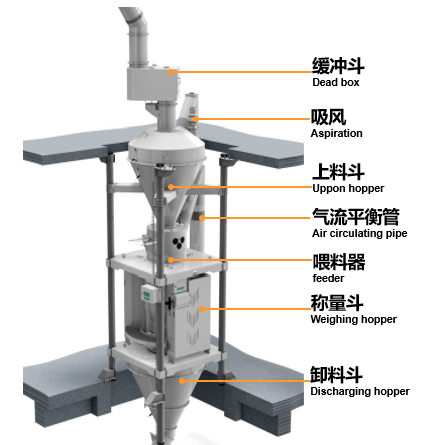 缓冲斗
Dead box
吸风
Aspiration
上料斗
Uppon hopper
气流平衡管
Air circulating pipe
喂料器
feeder
称量斗
Weighing hopper
卸料斗
Discharging hopper